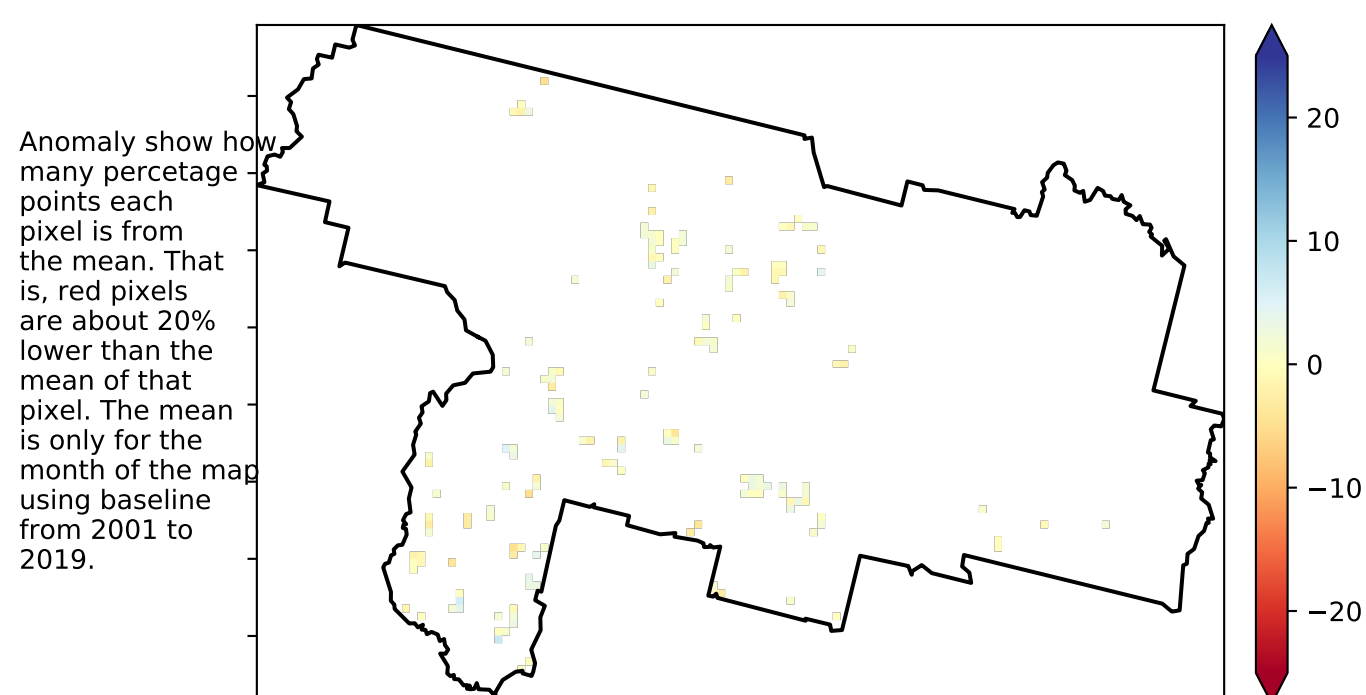 Anomaly show how
many percetage
points each
pixel is from
the mean. That
is, red pixels
are about 20%
lower than the
mean of that
pixel. The mean
is only for the
month of the map
using baseline
from 2001 to
2019.
20
10
0
−10
−20